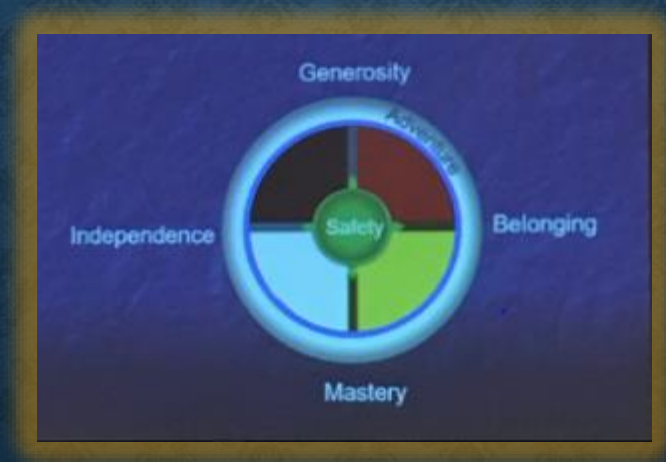 Generosity
Adventure
Independence
Safety
Belonging
Mastery